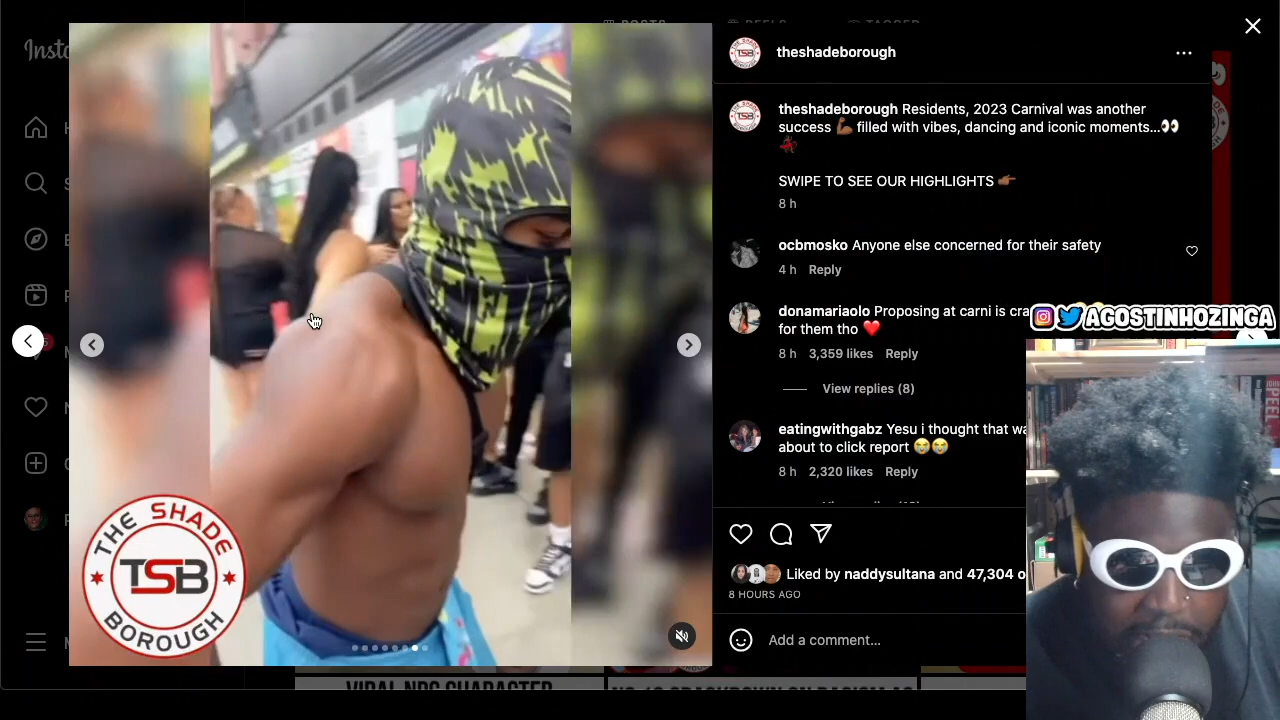 POSTS
REELS
TAGGED
Insta
theshadeborough
theshadeborough Residents, 2023 Carnival was another
success 💪🏾 filled with vibes, dancing and iconic moments...👀
💃🏾
SWIPE TO SEE OUR HIGHLIGHTS 👉🏾
8 h
ocbmosko Anyone else concerned for their safety
4 h Reply
donamariaolo Proposing at carni is cra
for them tho ❤️
8 h 3,359 likes Reply
View replies (8)
eatingwithgabz Yesu i thought that wa
about to click report 😭😭
8 h 2,320 likes Reply
Liked by naddysultana and 47,304 o
8 HOURS AGO
Add a comment...
AGOSTINHOZINGA
THE SHADE
TSB
BOROUGH
VIRAL NPC CHARACTER